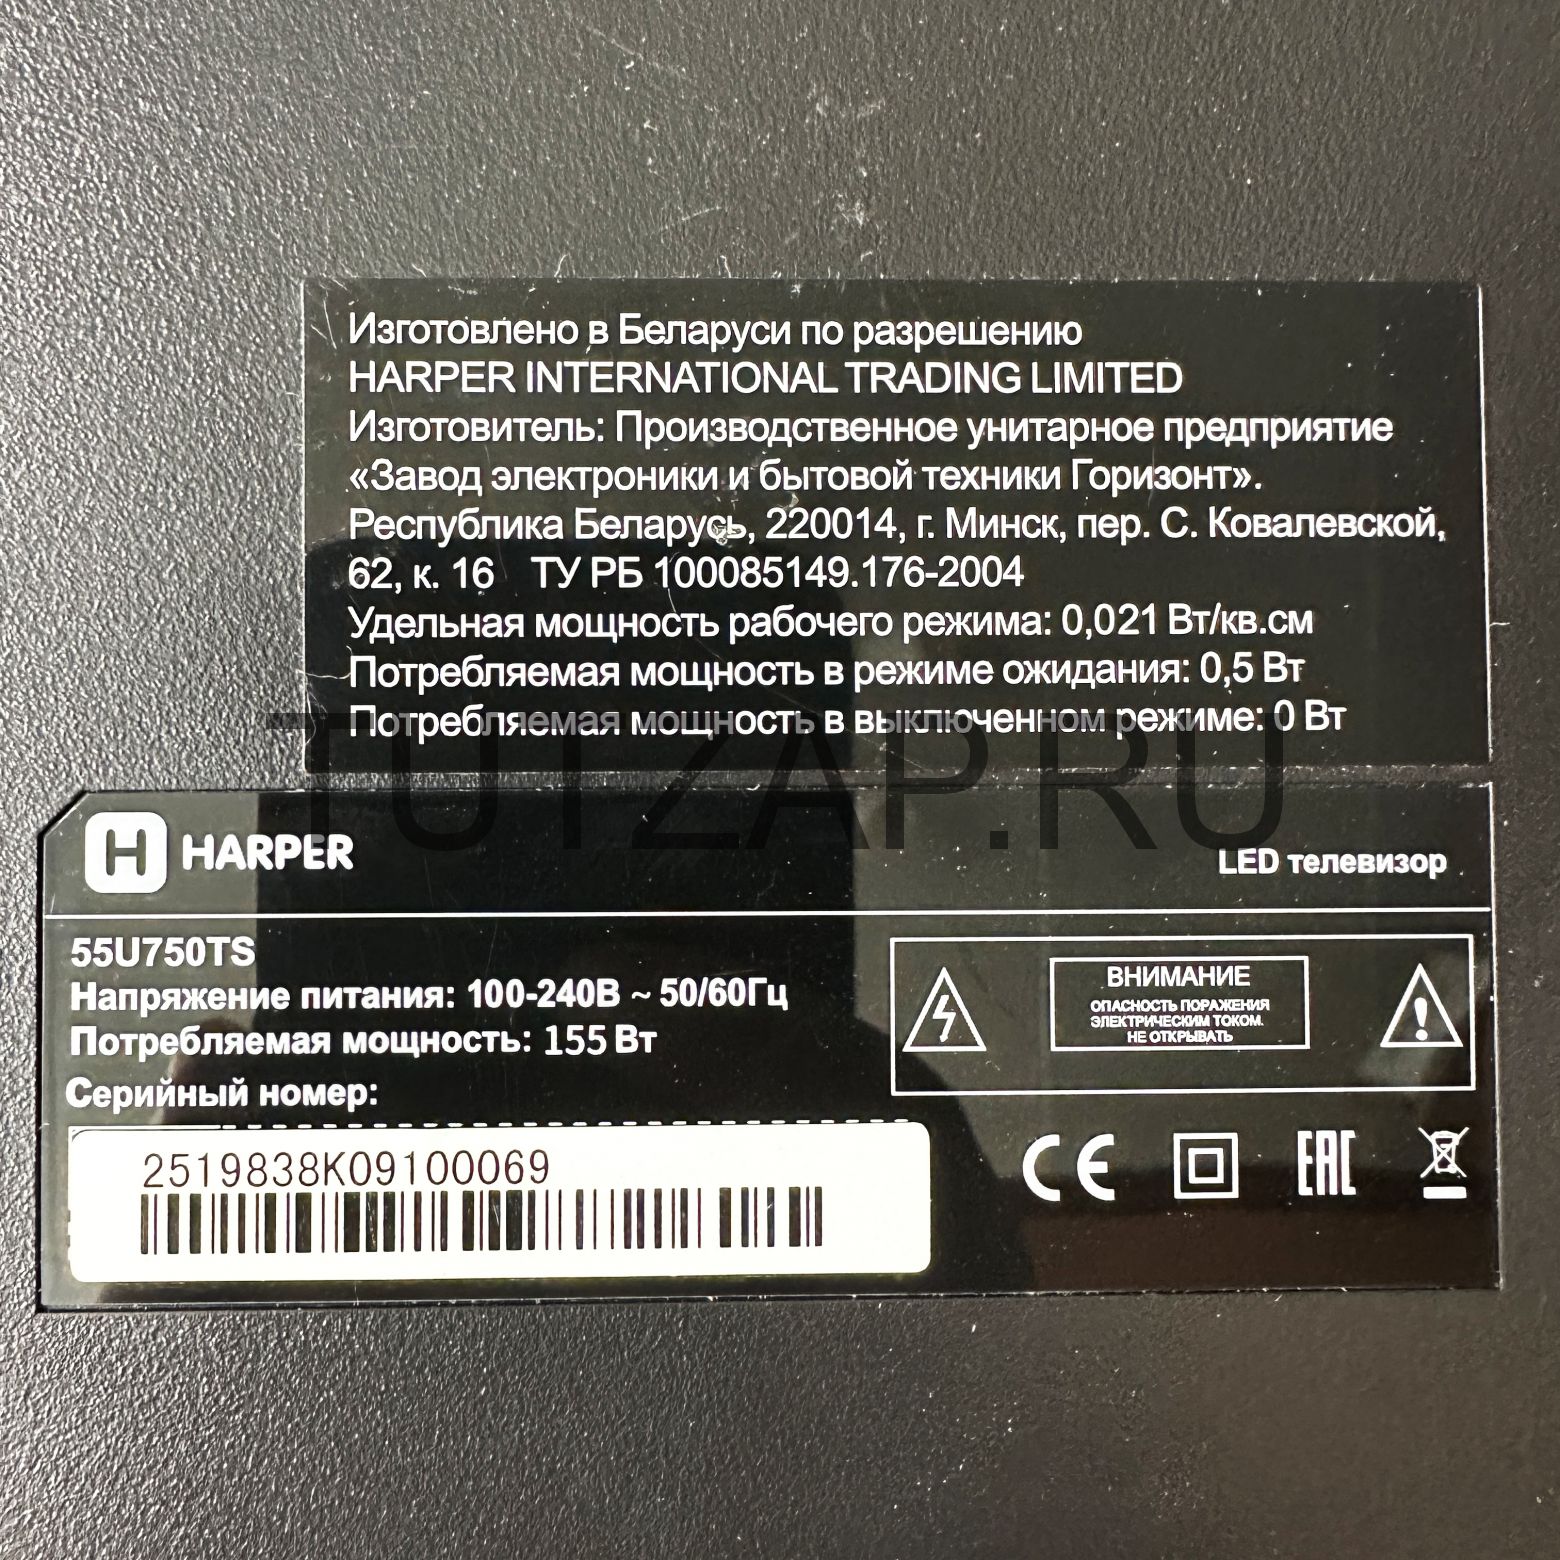 Изготовлено в Беларуси по разрешению
HARPER INTERNATIONAL TRADING LIMITED
Изготовитель: Производственное унитарное предприятие
«Завод электроники и бытовой техники Горизонт».
Республика Беларусь, 220014, г. Минск, пер. С. Ковалевской,
62, к. 16 ТУ РБ 100085149.176-2004
Удельная мощность рабочего режима: 0,021 Вт/кв.см
Потребляемая мощность в режиме ожидания: 0,5 Вт
Потребляемая мощность в выключенном режиме: 0 Вт
TUTZAP.RU
H HARPER
LED телевизор
55U750TS
Напряжение питания: 100-240В ~ 50/60Гц
Потребляемая мощность: 155 Вт
Серийный номер:
2519838K09100069
ВНИМАНИЕ
ОПАСНОСТЬ ПОРАЖЕНИЯ
ЭЛЕКТРИЧЕСКИМ ТОКОМ.
НЕ ОТКРЫВАТЬ
CE EAC